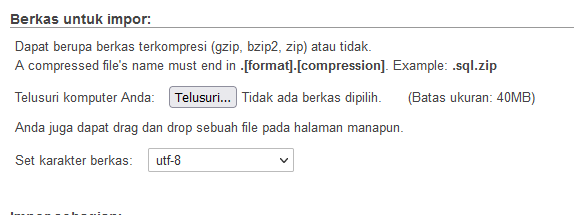 Berkas untuk impor:
Dapat berupa berkas terkompresi (gzip, bzip2, zip) atau tidak.
A compressed file's name must end in .[format].[compression]. Example: .sql.zip
Telusuri komputer Anda: Telusuri... Tidak ada berkas dipilih. (Batas ukuran: 40MB)
Anda juga dapat drag dan drop sebuah file pada halaman manapun.
Set karakter berkas: utf-8